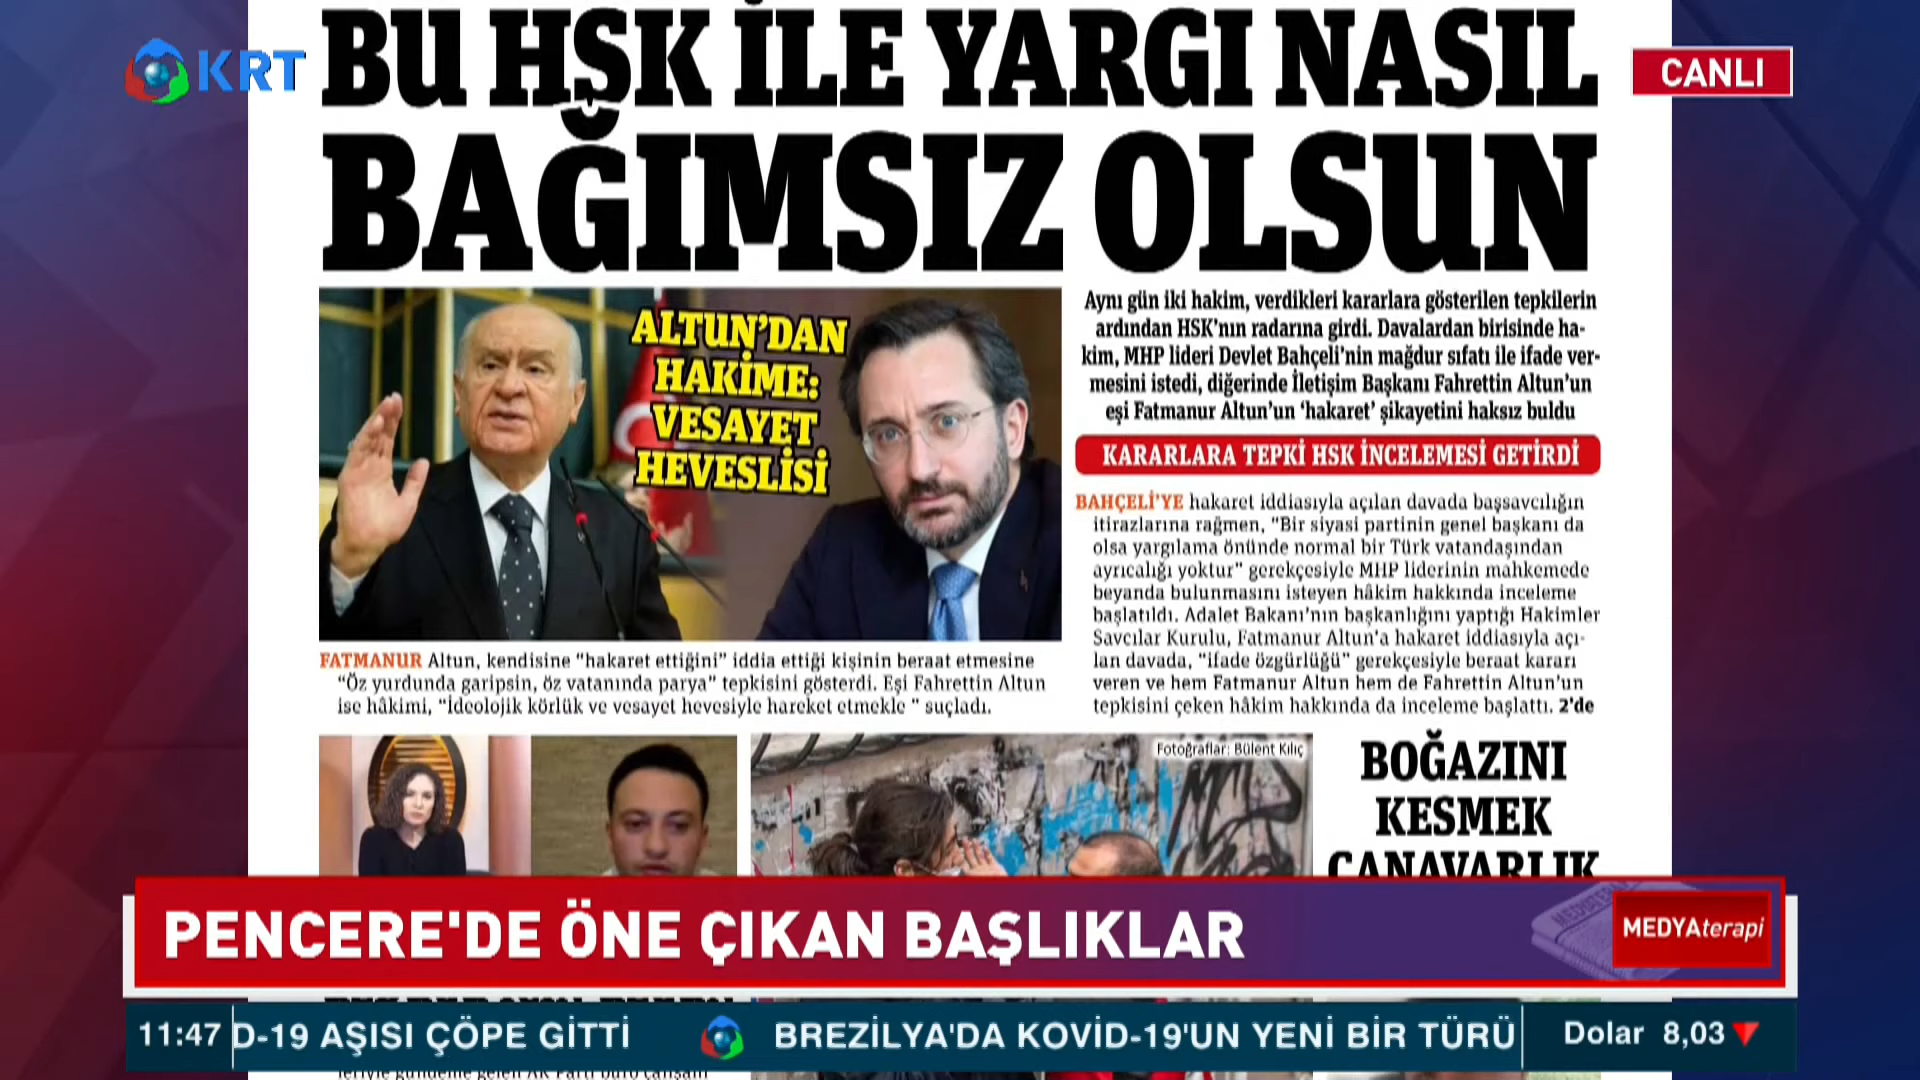 KRT
CANLI
BU HSK İLE YARGI NASIL
BAĞIMSIZ OLSUN
ALTUN'DAN
HAKİME:
VESAYET
HEVESLİSİ
Aynı gün iki hakim, verdikleri kararlara gösterilen tepkilerin
ardından HSK'nın radarına girdi. Davalardan birisinde ha-
kim, MHP lideri Devlet Bahçeli'nin mağdur sıfatı ile ifade ver-
mesini istedi, diğerinde İletişim Başkanı Fahrettin Altun'un
eşi Fatmanur Altun'un 'hakaret' şikayetini haksız buldu
KARARLARA TEPKİ HSK İNCELEMESİ GETİRDİ
BAHÇELİ'YE hakaret iddiasıyla açılan davada başsavcılığın
itirazlarına rağmen, "Bir siyasi partinin genel başkanı da
olsa yargılama önünde normal bir Türk vatandaşından
ayrıcalığı yoktur" gerekçesiyle MHP liderinin mahkemede
beyanda bulunmasını isteyen hâkim hakkında inceleme
başlatıldı. Adalet Bakanı'nın başkanlığını yaptığı Hakimler
Savcılar Kurulu, Fatmanur Altun'a hakaret iddiasıyla açı-
lan davada, "ifade özgürlüğü" gerekçesiyle beraat kararı
veren ve hem Fatmanur Altun hem de Fahrettin Altun'un
tepkisini çeken hâkim hakkında da inceleme başlattı. 2'de
FATMANUR Altun, kendisine "hakaret ettiğini" iddia ettiği kişinin beraat etmesine
"Öz yurdunda garipsin, öz vatanında parya" tepkisini gösterdi. Eşi Fahrettin Altun
ise hâkimi, "İdeolojik körlük ve vesayet hevesiyle hareket etmekle " suçladı.
Fotoğraflar: Bülent Kılıç
BOĞAZINI
KESMEK
CANAVARLIK
PENCERE'DE ÖNE ÇIKAN BAŞLIKLAR
MEDYAterapi
11:47 D-19 AŞISI ÇÖPE GİTTİ BREZİLYA'DA KOVİD-19'UN YENİ BİR TÜRÜ Dolar 8,03